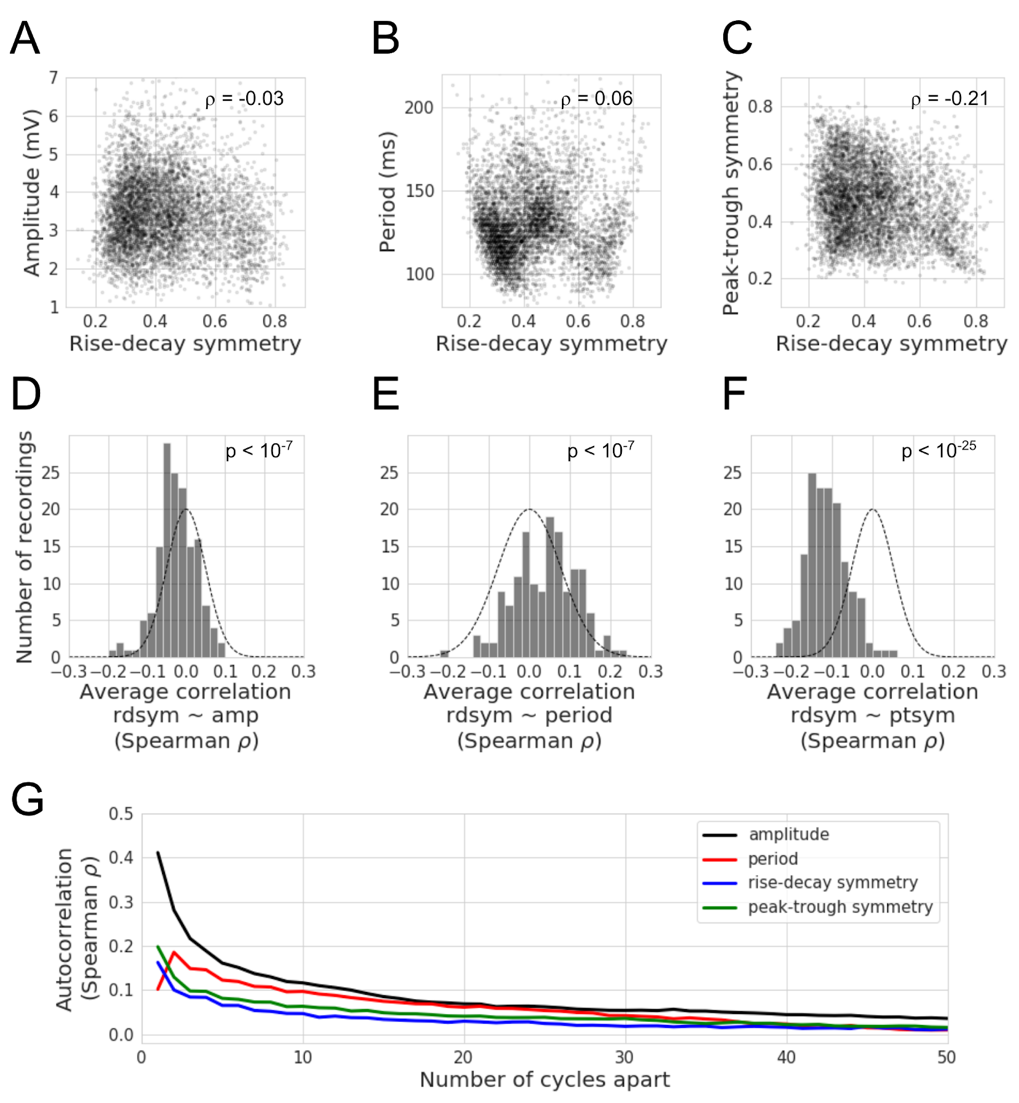 A
B
C
Amplitude (mV)
7
6
5
4
3
2
1
ρ = -0.03
0.2 0.4 0.6 0.8
Rise-decay symmetry
Period (ms)
200
150
100
ρ = 0.06
0.2 0.4 0.6 0.8
Rise-decay symmetry
Peak-trough symmetry
0.8
0.6
0.4
0.2
ρ = -0.21
0.2 0.4 0.6 0.8
Rise-decay symmetry
D
E
F
Number of recordings
25
20
15
10
5
0
p < 10-7
−0.3 −0.2 −0.1 0.0 0.1 0.2 0.3
Average correlation
rdsym ~ amp
(Spearman ρ)
25
20
15
10
5
0
p < 10-7
−0.3 −0.2 −0.1 0.0 0.1 0.2 0.3
Average correlation
rdsym ~ period
(Spearman ρ)
25
20
15
10
5
0
p < 10-25
−0.3 −0.2 −0.1 0.0 0.1 0.2 0.3
Average correlation
rdsym ~ ptsym
(Spearman ρ)
G
Autocorrelation
(Spearman ρ)
0.5
0.4
0.3
0.2
0.1
0.0
amplitude
period
rise-decay symmetry
peak-trough symmetry
0 10 20 30 40 50
Number of cycles apart